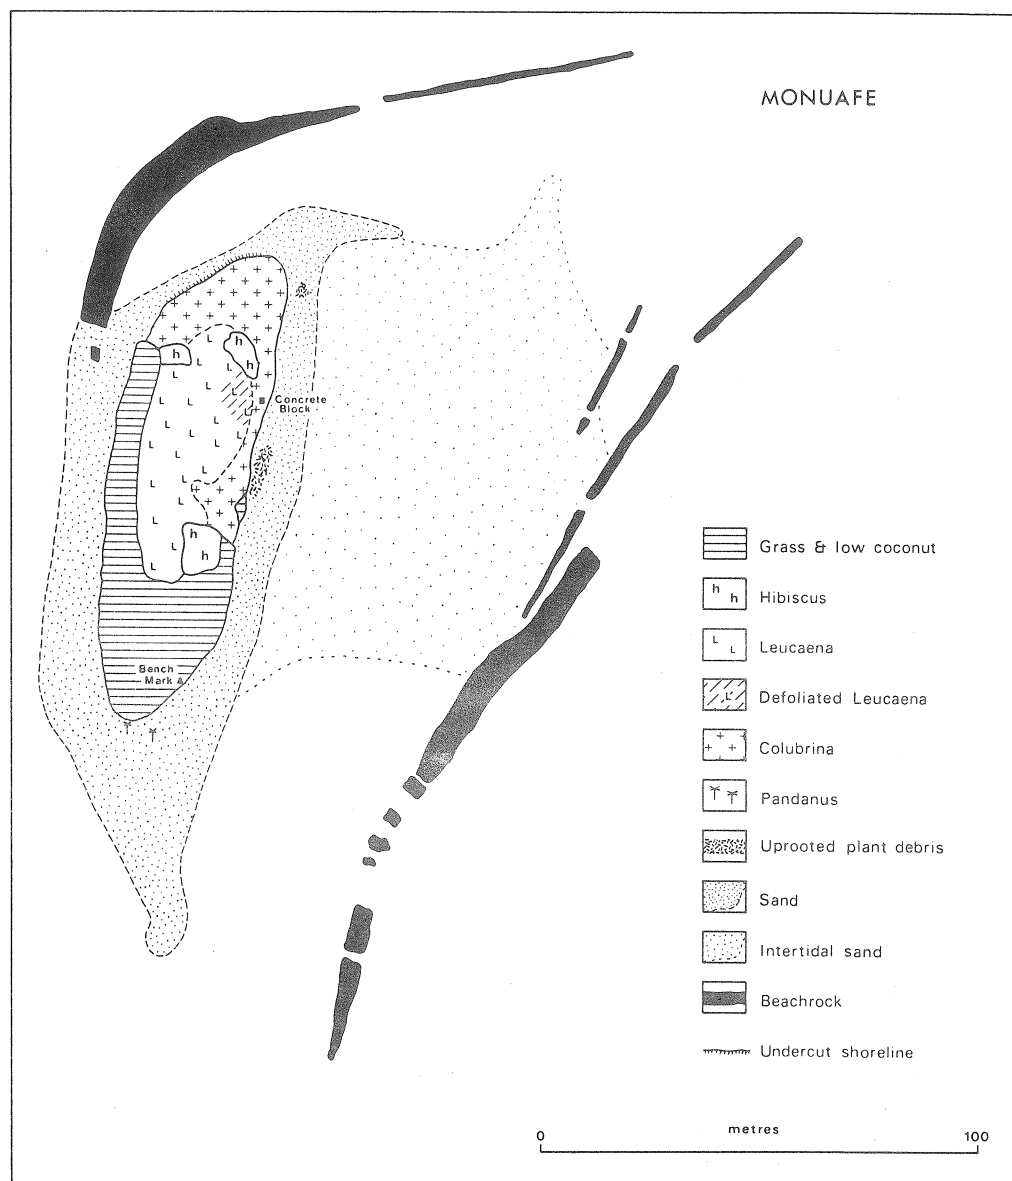 MONUAFE
h
L
h
L
L
h
L
L
L
L
Concrete
Block
L
L
L
L
L
L
L
L
L
L
L
h
L
h
L
Bench
Mark
Grass & low coconut
h
h
Hibiscus
L
L
Leucaena
L
Defoliated Leucaena
Colubrina
Pandanus
Uprooted plant debris
Sand
Intertidal sand
Beachrock
Undercut shoreline
metres
0
100